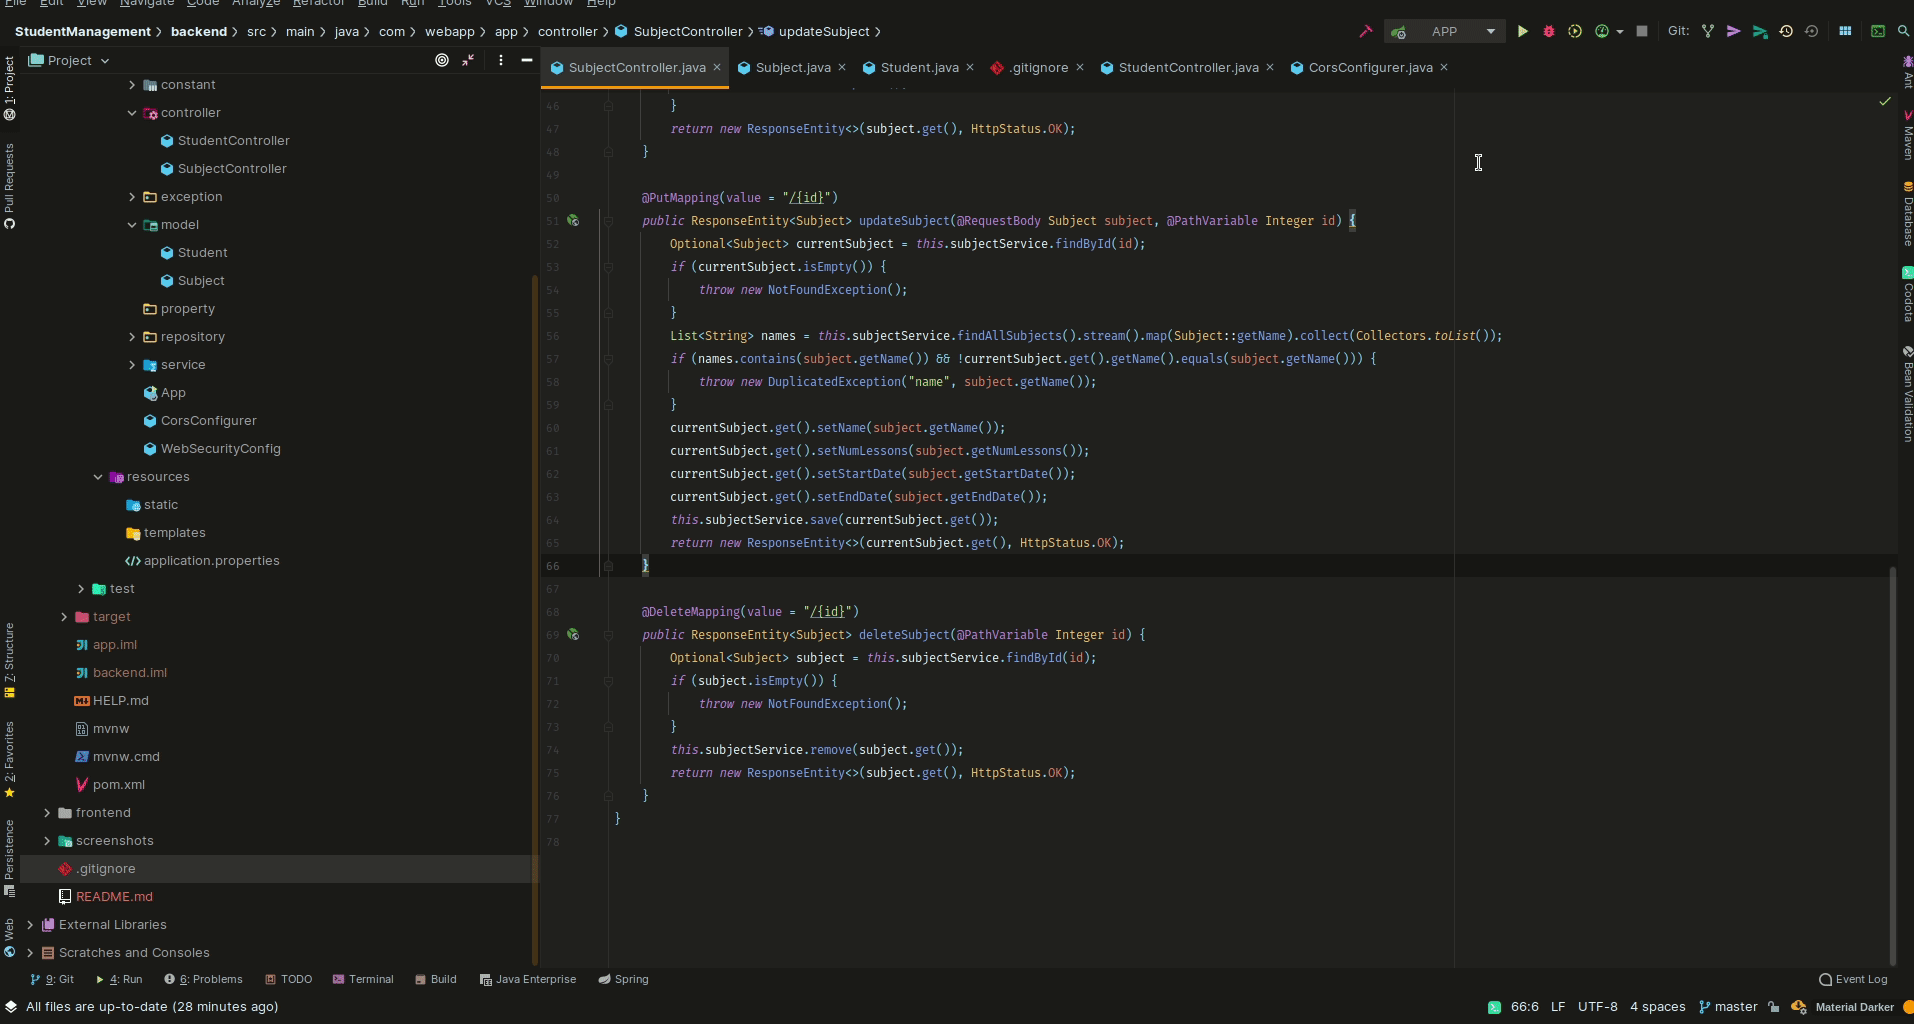 File Edit View Navigate Code Analyze Refactor Build Run Tools VCS Window Help
StudentManagement backend src main java com webapp app controller SubjectController updateSubject
APP
Git:
Project
SubjectController.java Subject.java Student.java .gitignore StudentController.java CorsConfigurer.java
1: Project
Pull Requests
7: Structure
2: Favorites
Persistence
Web
constant
controller
StudentController
SubjectController
exception
model
Student
Subject
property
repository
service
App
CorsConfigurer
WebSecurityConfig
resources
static
templates
application.properties
test
target
app.iml
backend.iml
HELP.md
mvnw
mvnw.cmd
pom.xml
frontend
screenshots
.gitignore
README.md
External Libraries
Scratches and Consoles
46 }
47 return new ResponseEntity<>(subject.get(), HttpStatus.OK);
48 }
49
50 @PutMapping(value = "/{id}")
51 public ResponseEntity<Subject> updateSubject(@RequestBody Subject subject, @PathVariable Integer id) {
52 Optional<Subject> currentSubject = this.subjectService.findById(id);
53 if (currentSubject.isEmpty()) {
54 throw new NotFoundException();
55 }
56 List<String> names = this.subjectService.findAllSubjects().stream().map(Subject::getName).collect(Collectors.toList());
57 if (names.contains(subject.getName()) && !currentSubject.get().getName().equals(subject.getName())) {
58 throw new DuplicatedException("name", subject.getName());
59 }
60 currentSubject.get().setName(subject.getName());
61 currentSubject.get().setNumLessons(subject.getNumLessons());
62 currentSubject.get().setStartDate(subject.getStartDate());
63 currentSubject.get().setEndDate(subject.getEndDate());
64 this.subjectService.save(currentSubject.get());
65 return new ResponseEntity<>(currentSubject.get(), HttpStatus.OK);
66 }
67
68 @DeleteMapping(value = "/{id}")
69 public ResponseEntity<Subject> deleteSubject(@PathVariable Integer id) {
70 Optional<Subject> subject = this.subjectService.findById(id);
71 if (subject.isEmpty()) {
72 throw new NotFoundException();
73 }
74 this.subjectService.remove(subject.get());
75 return new ResponseEntity<>(subject.get(), HttpStatus.OK);
76 }
77 }
78
Ant
Maven
Database
Codota
Bean Validation
9: Git 4: Run 6: Problems TODO Terminal Build Java Enterprise Spring Event Log
All files are up-to-date (28 minutes ago) 66:6 LF UTF-8 4 spaces master Material Darker